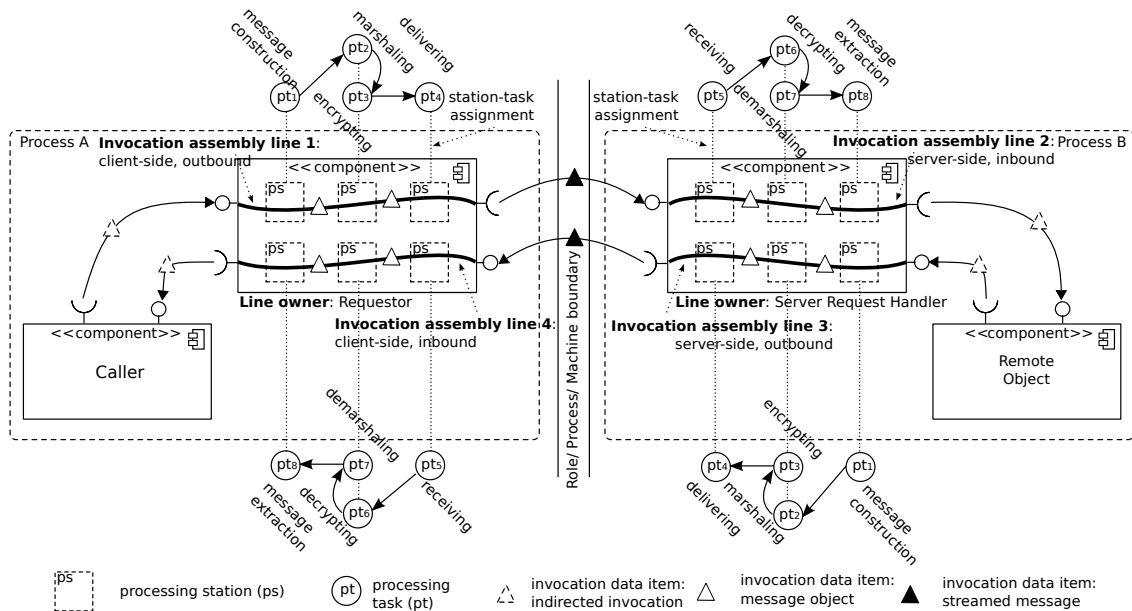 message
construction
marshaling
delivering
encrypting
pt2
pt1
pt3
pt4
station-task
assignment
receiving
decrypting
message
extraction
demarshaling
pt6
pt5
pt7
pt8
station-task
assignment
Process A
Invocation assembly line 1:
client-side, outbound
<<component>>
ps
ps
ps
ps
ps
ps
Line owner: Requestor
Invocation assembly line 4:
client-side, inbound
<<component>>
Caller
Role/ Process/ Machine boundary
Invocation assembly line 2:
server-side, inbound
Process B
<<component>>
ps
ps
ps
ps
ps
ps
Line owner: Server Request Handler
Invocation assembly line 3:
server-side, outbound
<<component>>
Remote
Object
demarshaling
pt8
pt7
pt5
pt6
message
extraction
decrypting
receiving
encrypting
pt4
pt3
pt1
pt2
delivering
marshaling
message
construction
ps
processing station (ps)
pt
processing
task (pt)
invocation data item:
indirected invocation
invocation data item:
message object
invocation data item:
streamed message